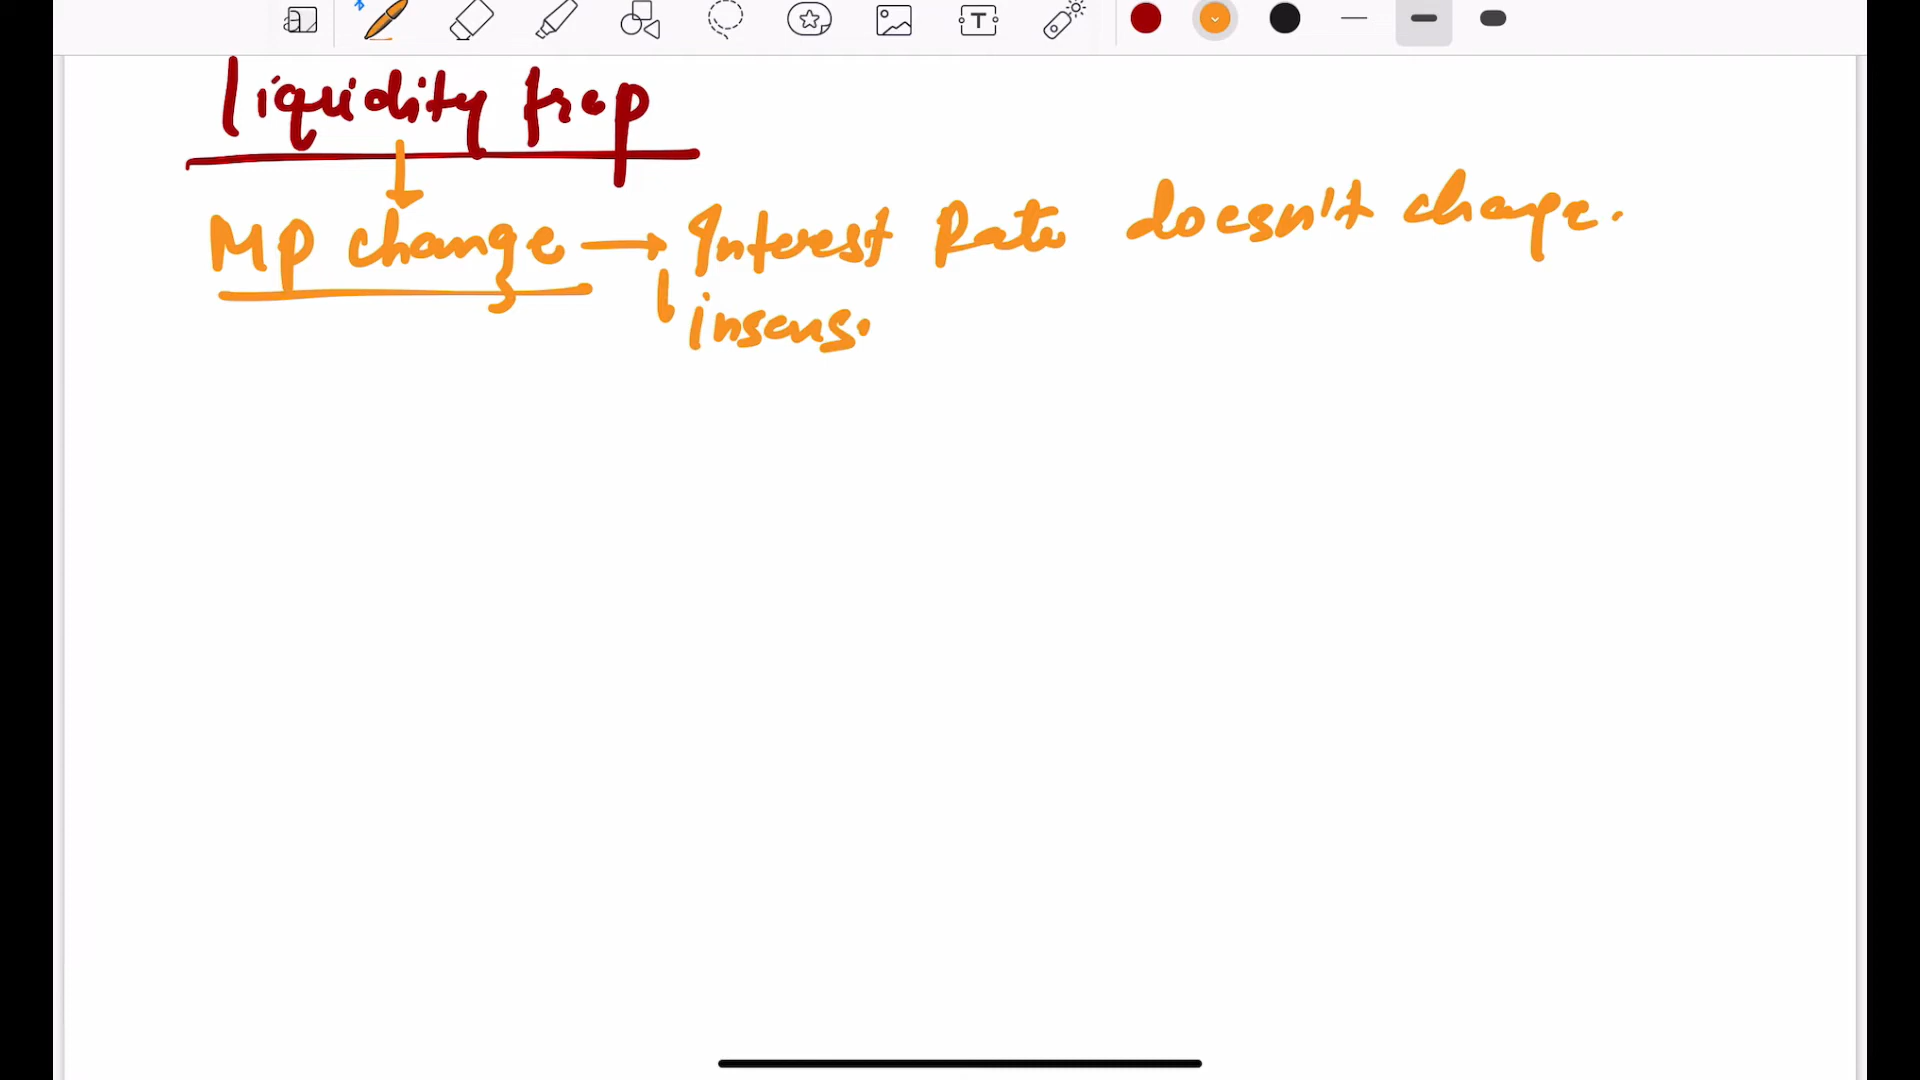 liquidity trap
MP change → Interest Rate doesn't change.
insens.